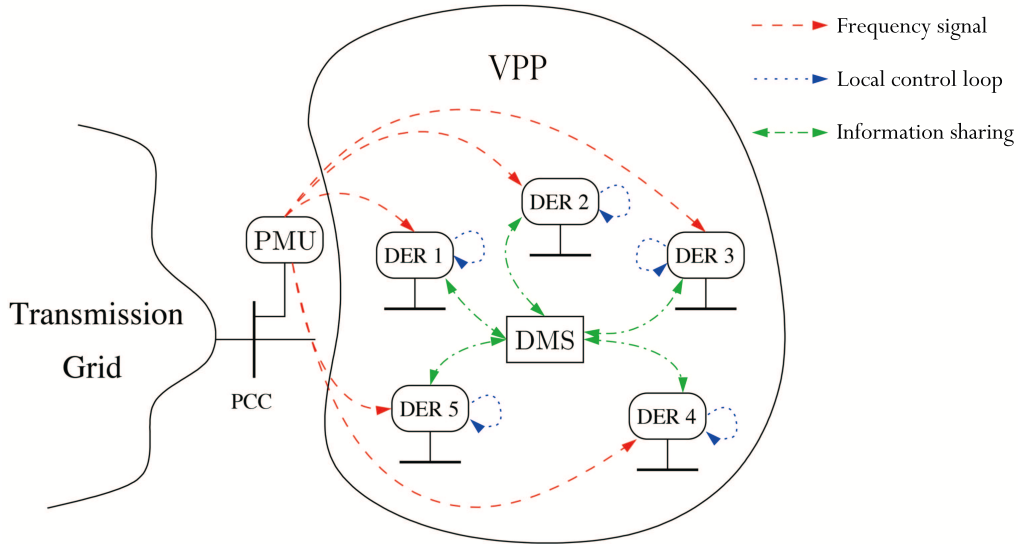 VPP
Frequency signal
Local control loop
Information sharing
DER 2
PMU
DER 1
DER 3
Transmission
Grid
DMS
PCC
DER 5
DER 4